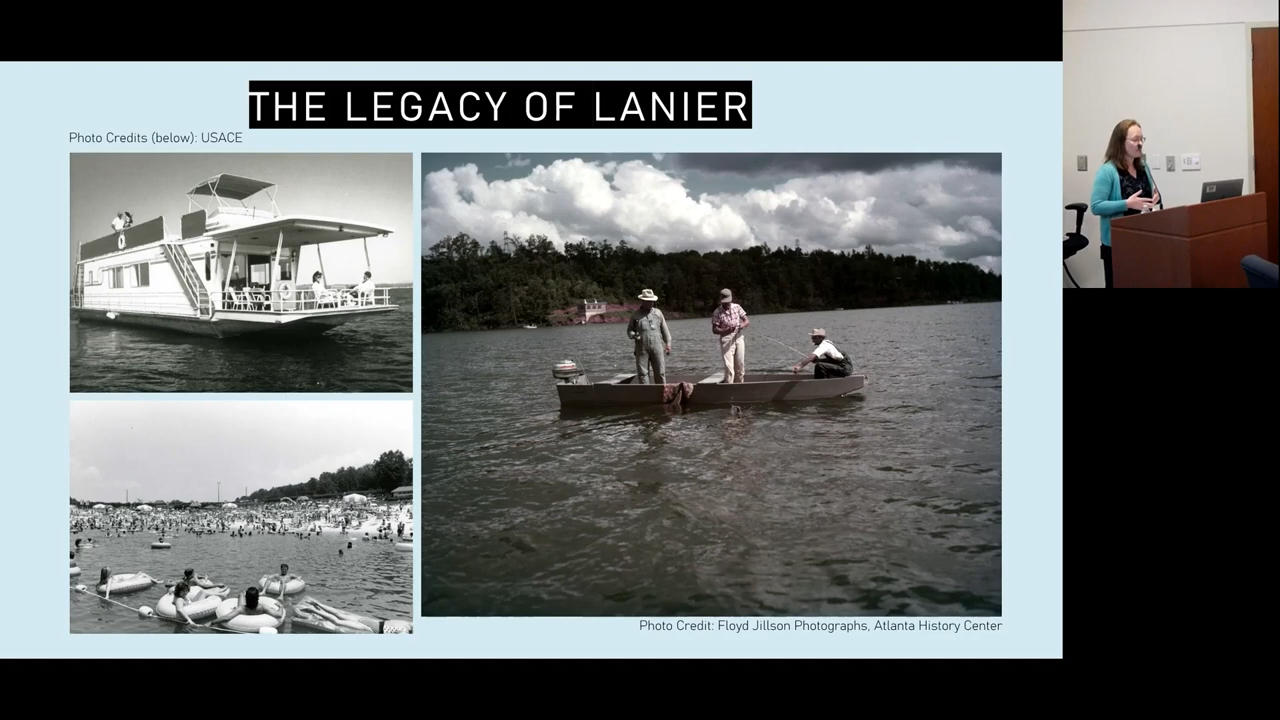 THE LEGACY OF LANIER
Photo Credits (below): USACE
Photo Credit: Floyd Jillson Photographs, Atlanta History Center